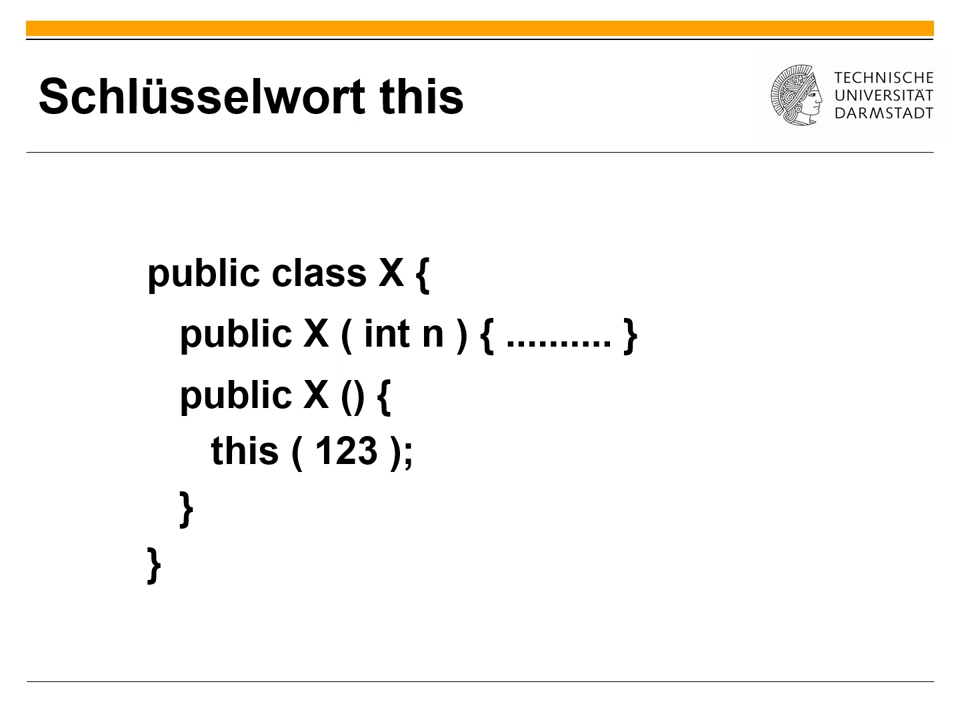 Schlüsselwort this
TECHNISCHE
UNIVERSITÄT
DARMSTADT
public class X {
public X ( int n ) { .......... }
public X () {
this ( 123 );
}
}